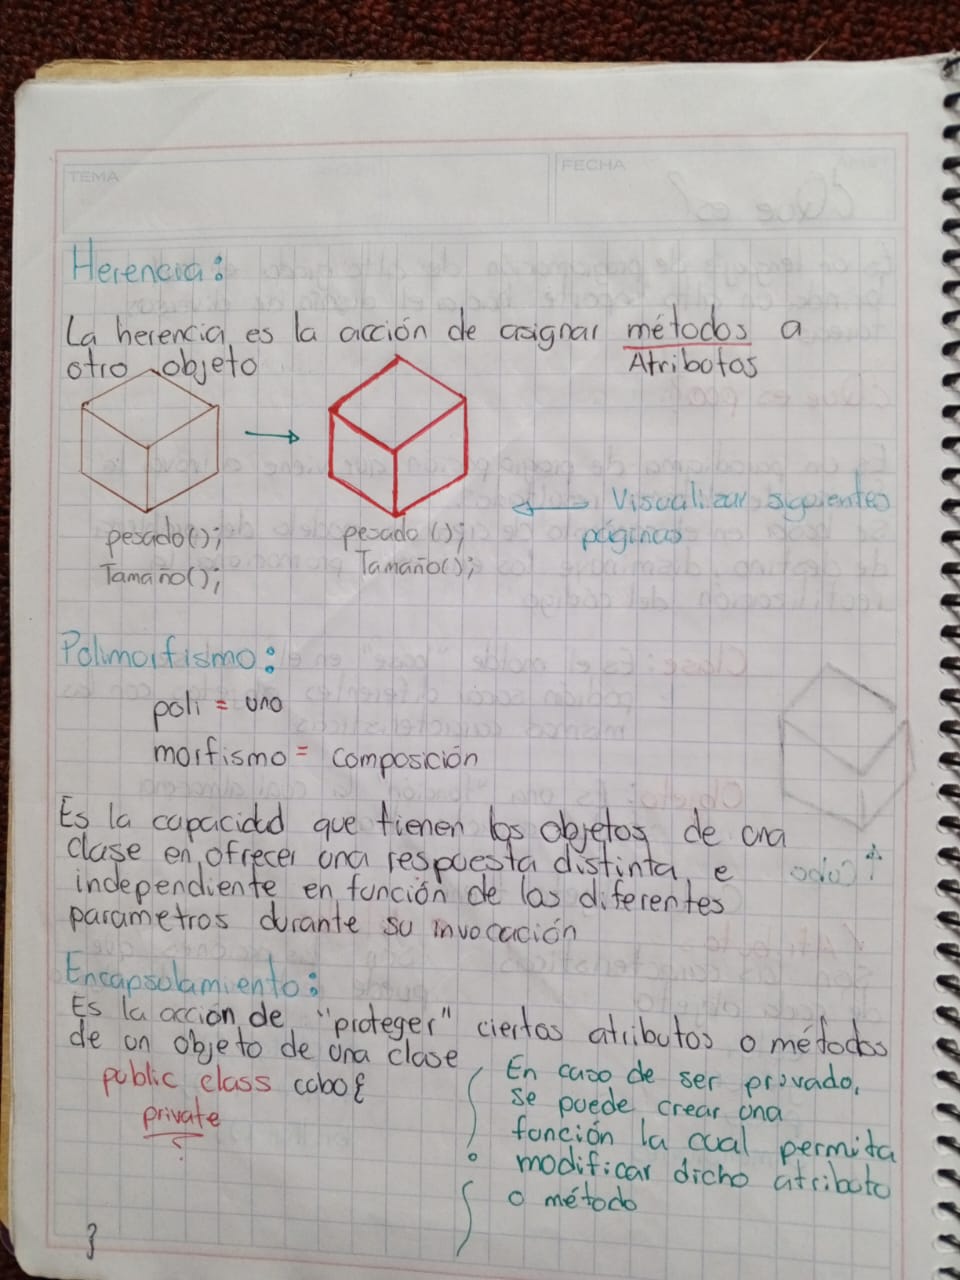 TEMA
FECHA
Herencia:
La herencia es la acción de asignar métodos a
otro objeto Atributos
pesado();
Tamaño();
pesado();
Tamaño();
Visualizar siguientes
páginas
Polimorfismo:
poli = uno
morfismo = composición
Es la capacidad que tienen los objetos de una
clase en ofrecer una respuesta distinta e
independiente en función de las diferentes
parametros durante su invocación
Encapsulamiento:
Es la acción de "proteger" ciertos atributos o métodos
de un objeto de una clase
public class cubo{
private
}
En caso de ser privado,
se puede crear una
función la cual permita
modificar dicho atributo
o método